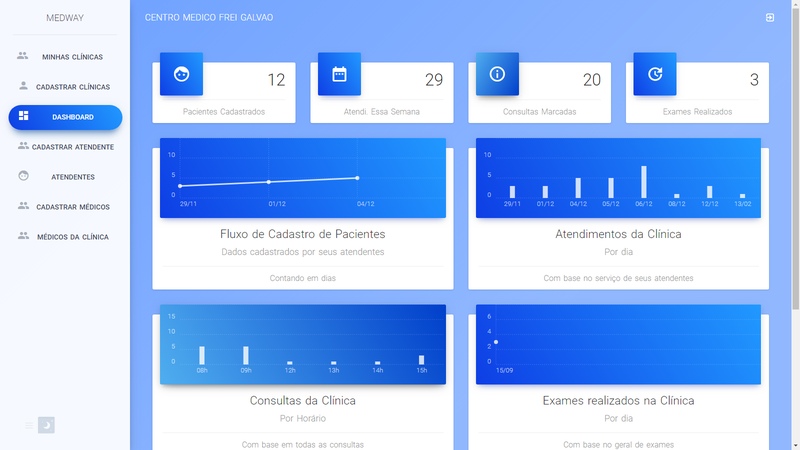 MEDWAY
CENTRO MEDICO FREI GALVAO
MINHAS CLÍNICAS
CADASTRAR CLÍNICAS
DASHBOARD
CADASTRAR ATENDENTE
ATENDENTES
CADASTRAR MÉDICOS
MÉDICOS DA CLÍNICA
12
Pacientes Cadastrados
29
Atendi. Essa Semana
20
Consultas Marcadas
3
Exames Realizados
10
5
0
29/11 01/12 04/12
Fluxo de Cadastro de Pacientes
Dados cadastrados por seus atendentes
Contando em dias
10
5
0
29/11 01/12 04/12 05/12 06/12 08/12 12/12 13/02
Atendimentos da Clínica
Por dia
Com base no serviço de seus atendentes
15
10
5
0
08h 09h 12h 13h 14h 15h
Consultas da Clínica
Por Horário
Com base em todas as consultas
6
4
2
0
15/09
Exames realizados na Clínica
Por dia
Com base no geral de exames